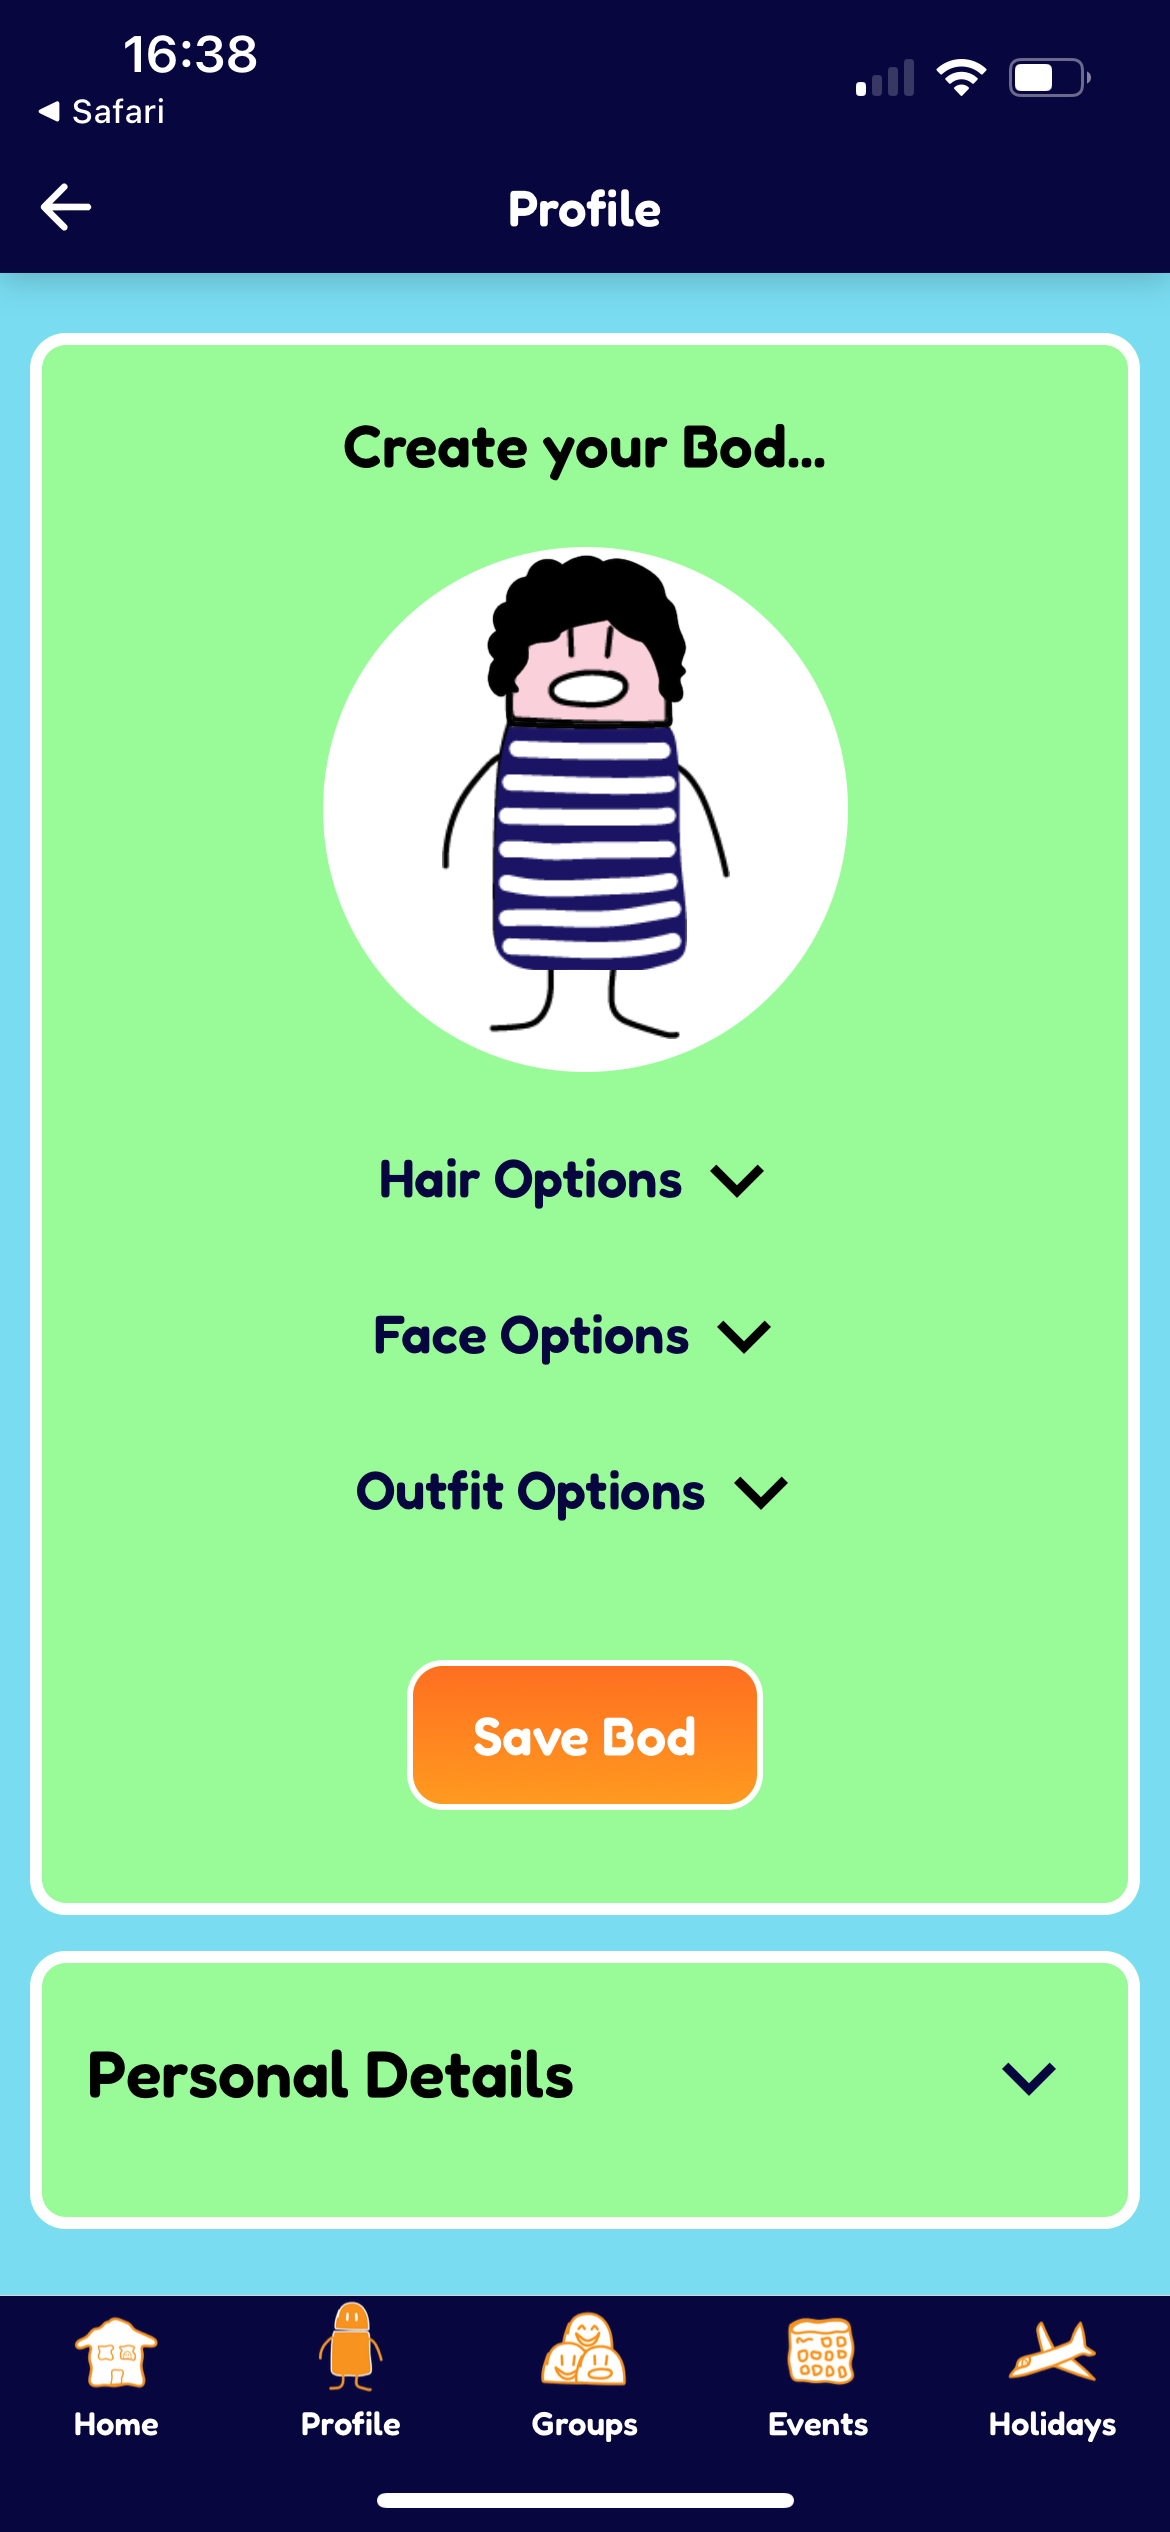 16:38
Safari
Profile
Create your Bod...
Hair Options
Face Options
Outfit Options
Save Bod
Personal Details
Home
Profile
Groups
Events
Holidays